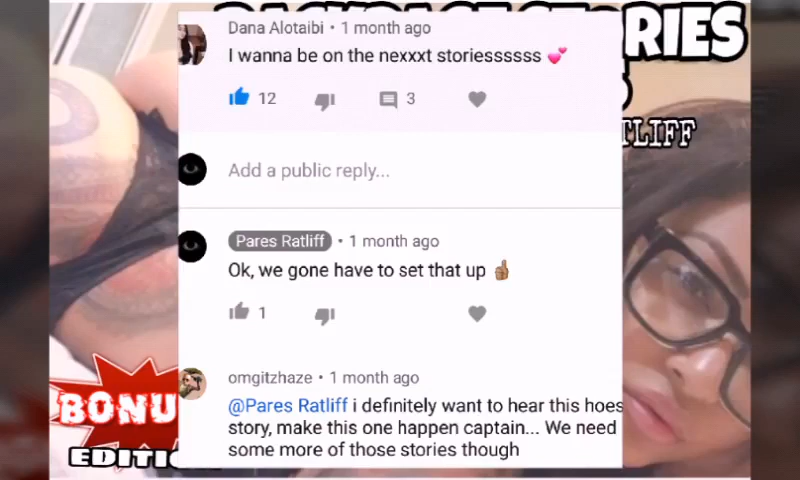 RIES
TLIFF
Dana Alotaibi • 1 month ago
I wanna be on the nexxxt storiessssss 💕
12 3
Add a public reply...
Pares Ratliff • 1 month ago
Ok, we gone have to set that up 👍🏾
1
omgitzhaze • 1 month ago
@Pares Ratliff i definitely want to hear this hoes
story, make this one happen captain... We need
some more of those stories though
BONU
EDITI